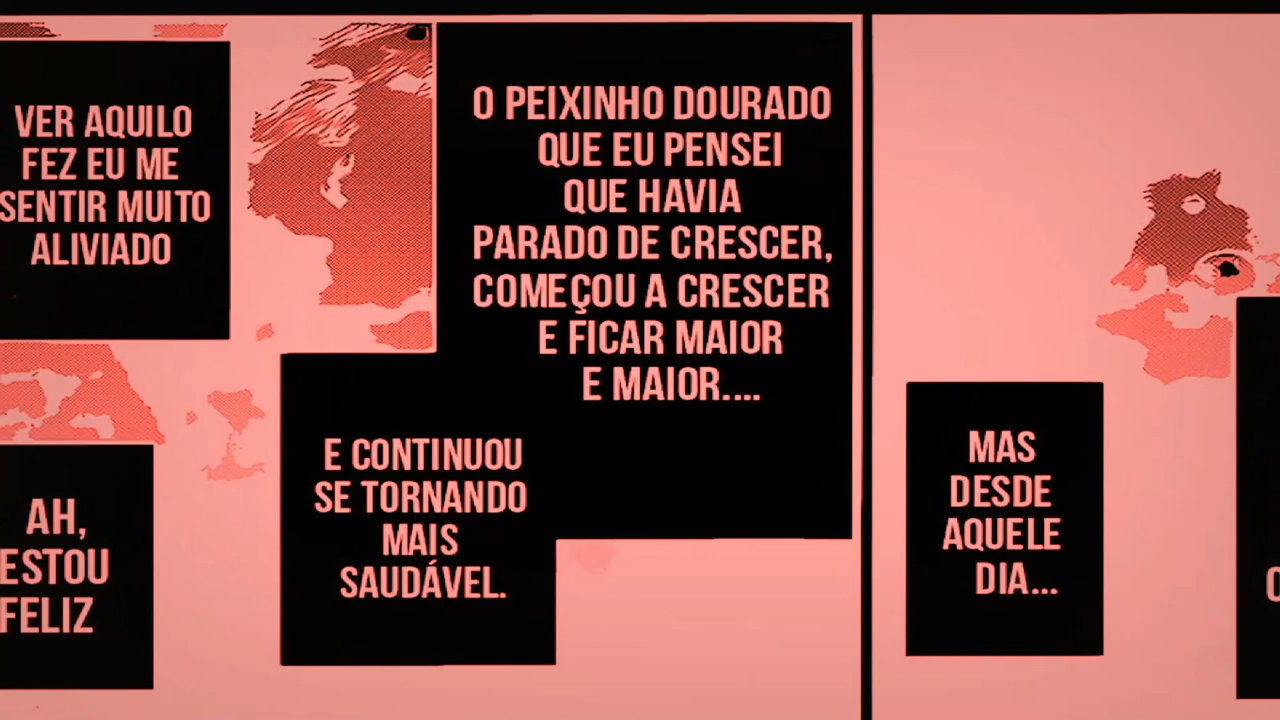 MAS
DESDE
AQUELE
DIA...
O PEIXINHO DOURADO
QUE EU PENSEI
QUE HAVIA
PARADO DE CRESCER,
COMEÇOU A CRESCER
E FICAR MAIOR
E MAIOR....
E CONTINUOU
SE TORNANDO
MAIS
SAUDÁVEL.
VER AQUILO
FEZ EU ME
SENTIR MUITO
ALIVIADO
AH,
ESTOU
FELIZ